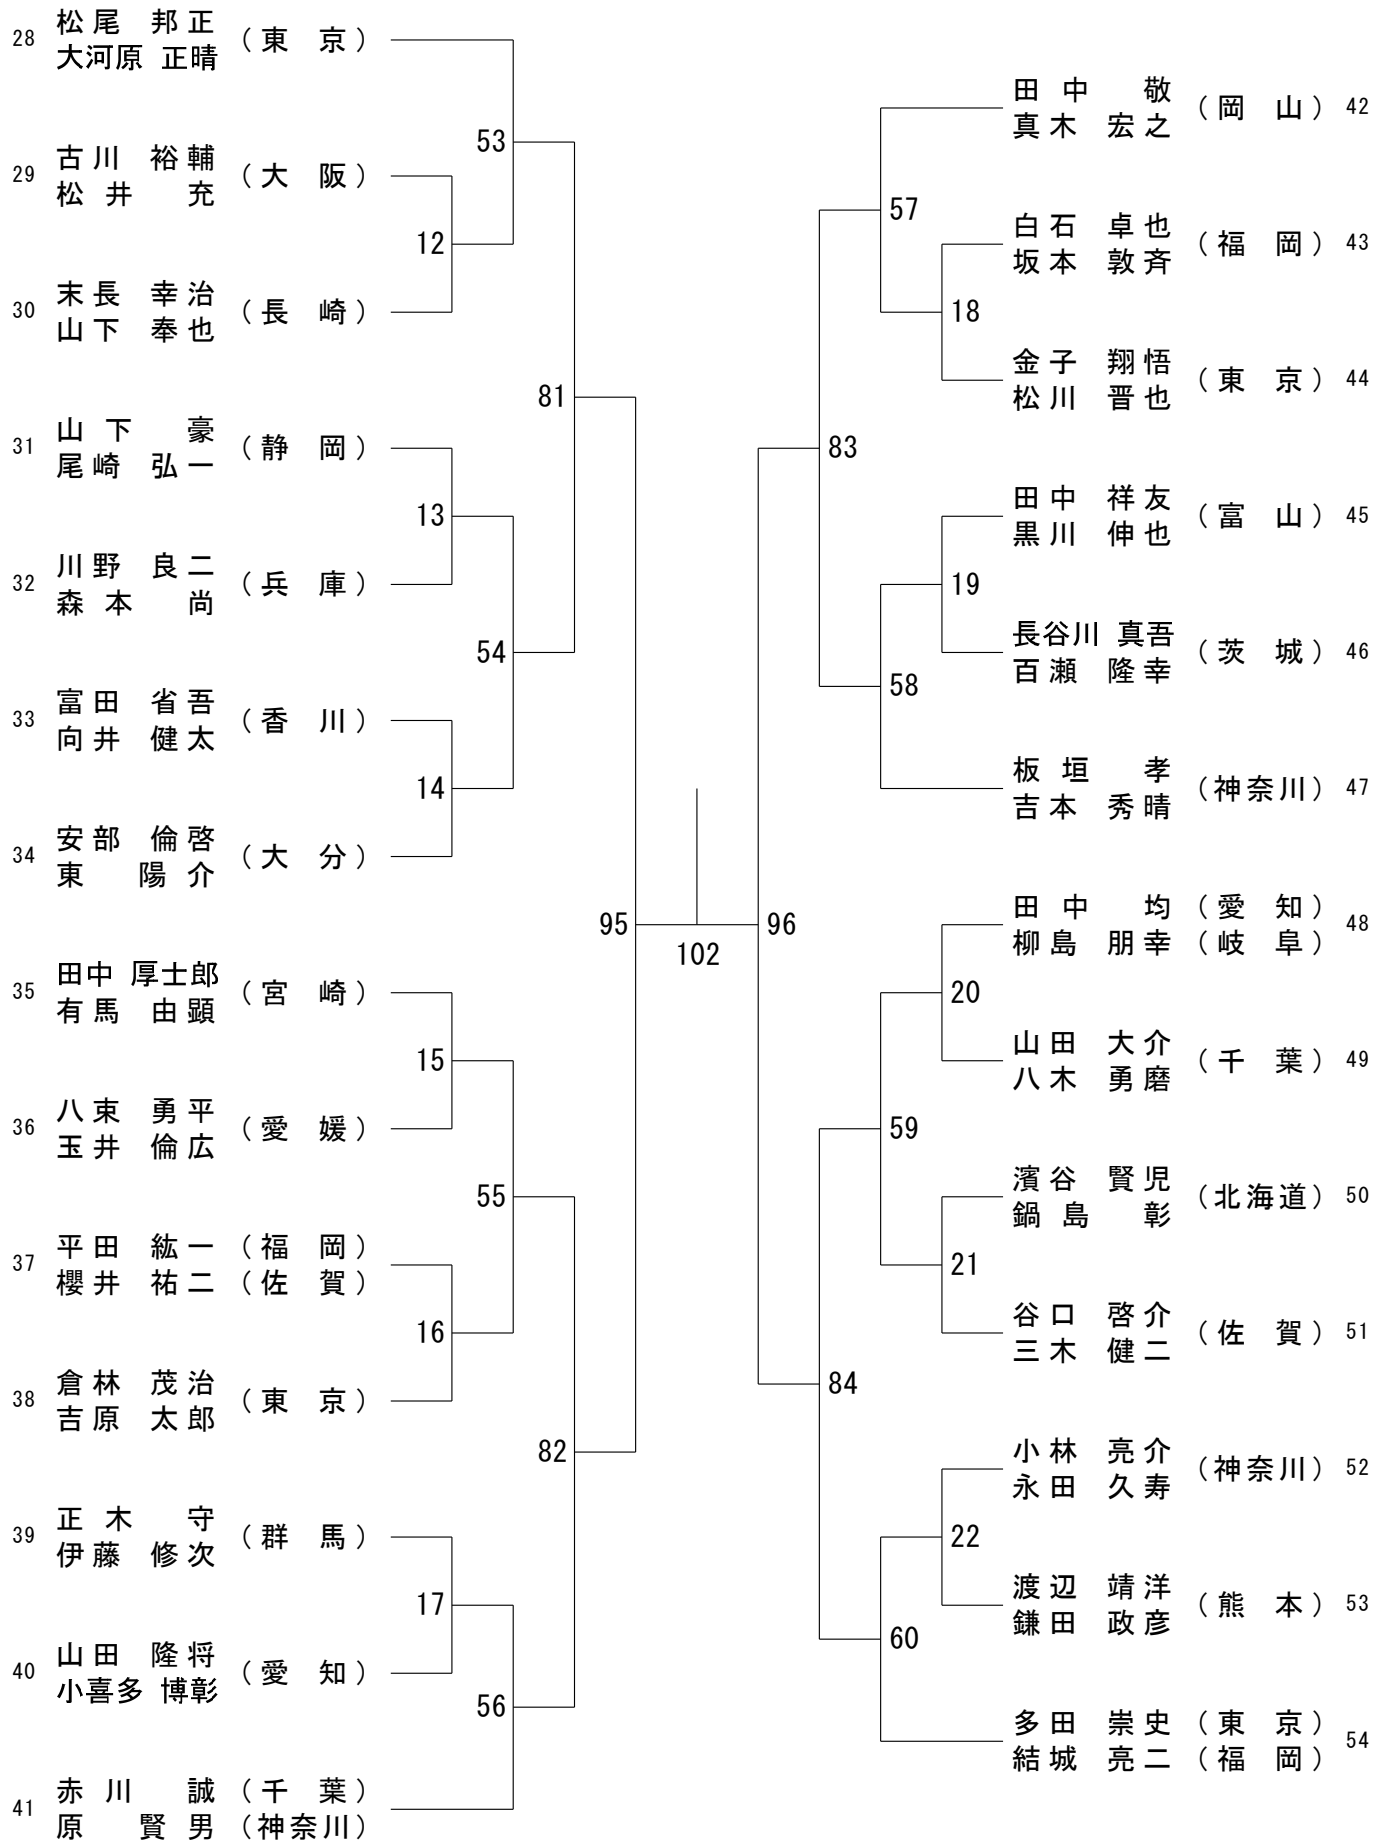 28 松尾 邦正 (東 京)
大河原 正晴
53
29 古川 裕輔 (大 阪)
松井 充
12
30 末長 幸治 (長 崎)
山下 奉也
81
31 山下 豪 (静 岡)
尾崎 弘一
13
32 川野 良二 (兵 庫)
森本 尚
54
33 富田 省吾 (香 川)
向井 健太
14
34 安部 倫啓 (大 分)
東 陽介
95
35 田中 厚士郎 (宮 崎)
有馬 由顕
15
36 八束 勇平 (愛 媛)
玉井 倫広
55
37 平田 紘一 (福 岡)
櫻井 祐二 (佐 賀)
16
38 倉林 茂治 (東 京)
吉原 太郎
82
39 正木 守 (群 馬)
伊藤 修次
17
40 山田 隆将 (愛 知)
小喜多 博彰
56
41 赤川 誠 (千 葉)
原 賢男 (神奈川)
102
田中 敬 (岡 山) 42
真木 宏之
57
白石 卓也 (福 岡) 43
坂本 敦斉
18
金子 翔悟 (東 京) 44
松川 晋也
83
田中 祥友 (富 山) 45
黒川 伸也
19
長谷川 真吾 (茨 城) 46
百瀬 隆幸
58
板垣 孝 (神奈川) 47
吉本 秀晴
96
田中 均 (愛 知) 48
柳島 朋幸 (岐 阜)
20
山田 大介 (千 葉) 49
八木 勇磨
59
濱谷 賢児 (北海道) 50
鍋島 彰
21
谷口 啓介 (佐 賀) 51
三木 健二
84
小林 亮介 (神奈川) 52
永田 久寿
22
渡辺 靖洋 (熊 本) 53
鎌田 政彦
60
多田 崇史 (東 京) 54
結城 亮二 (福 岡)